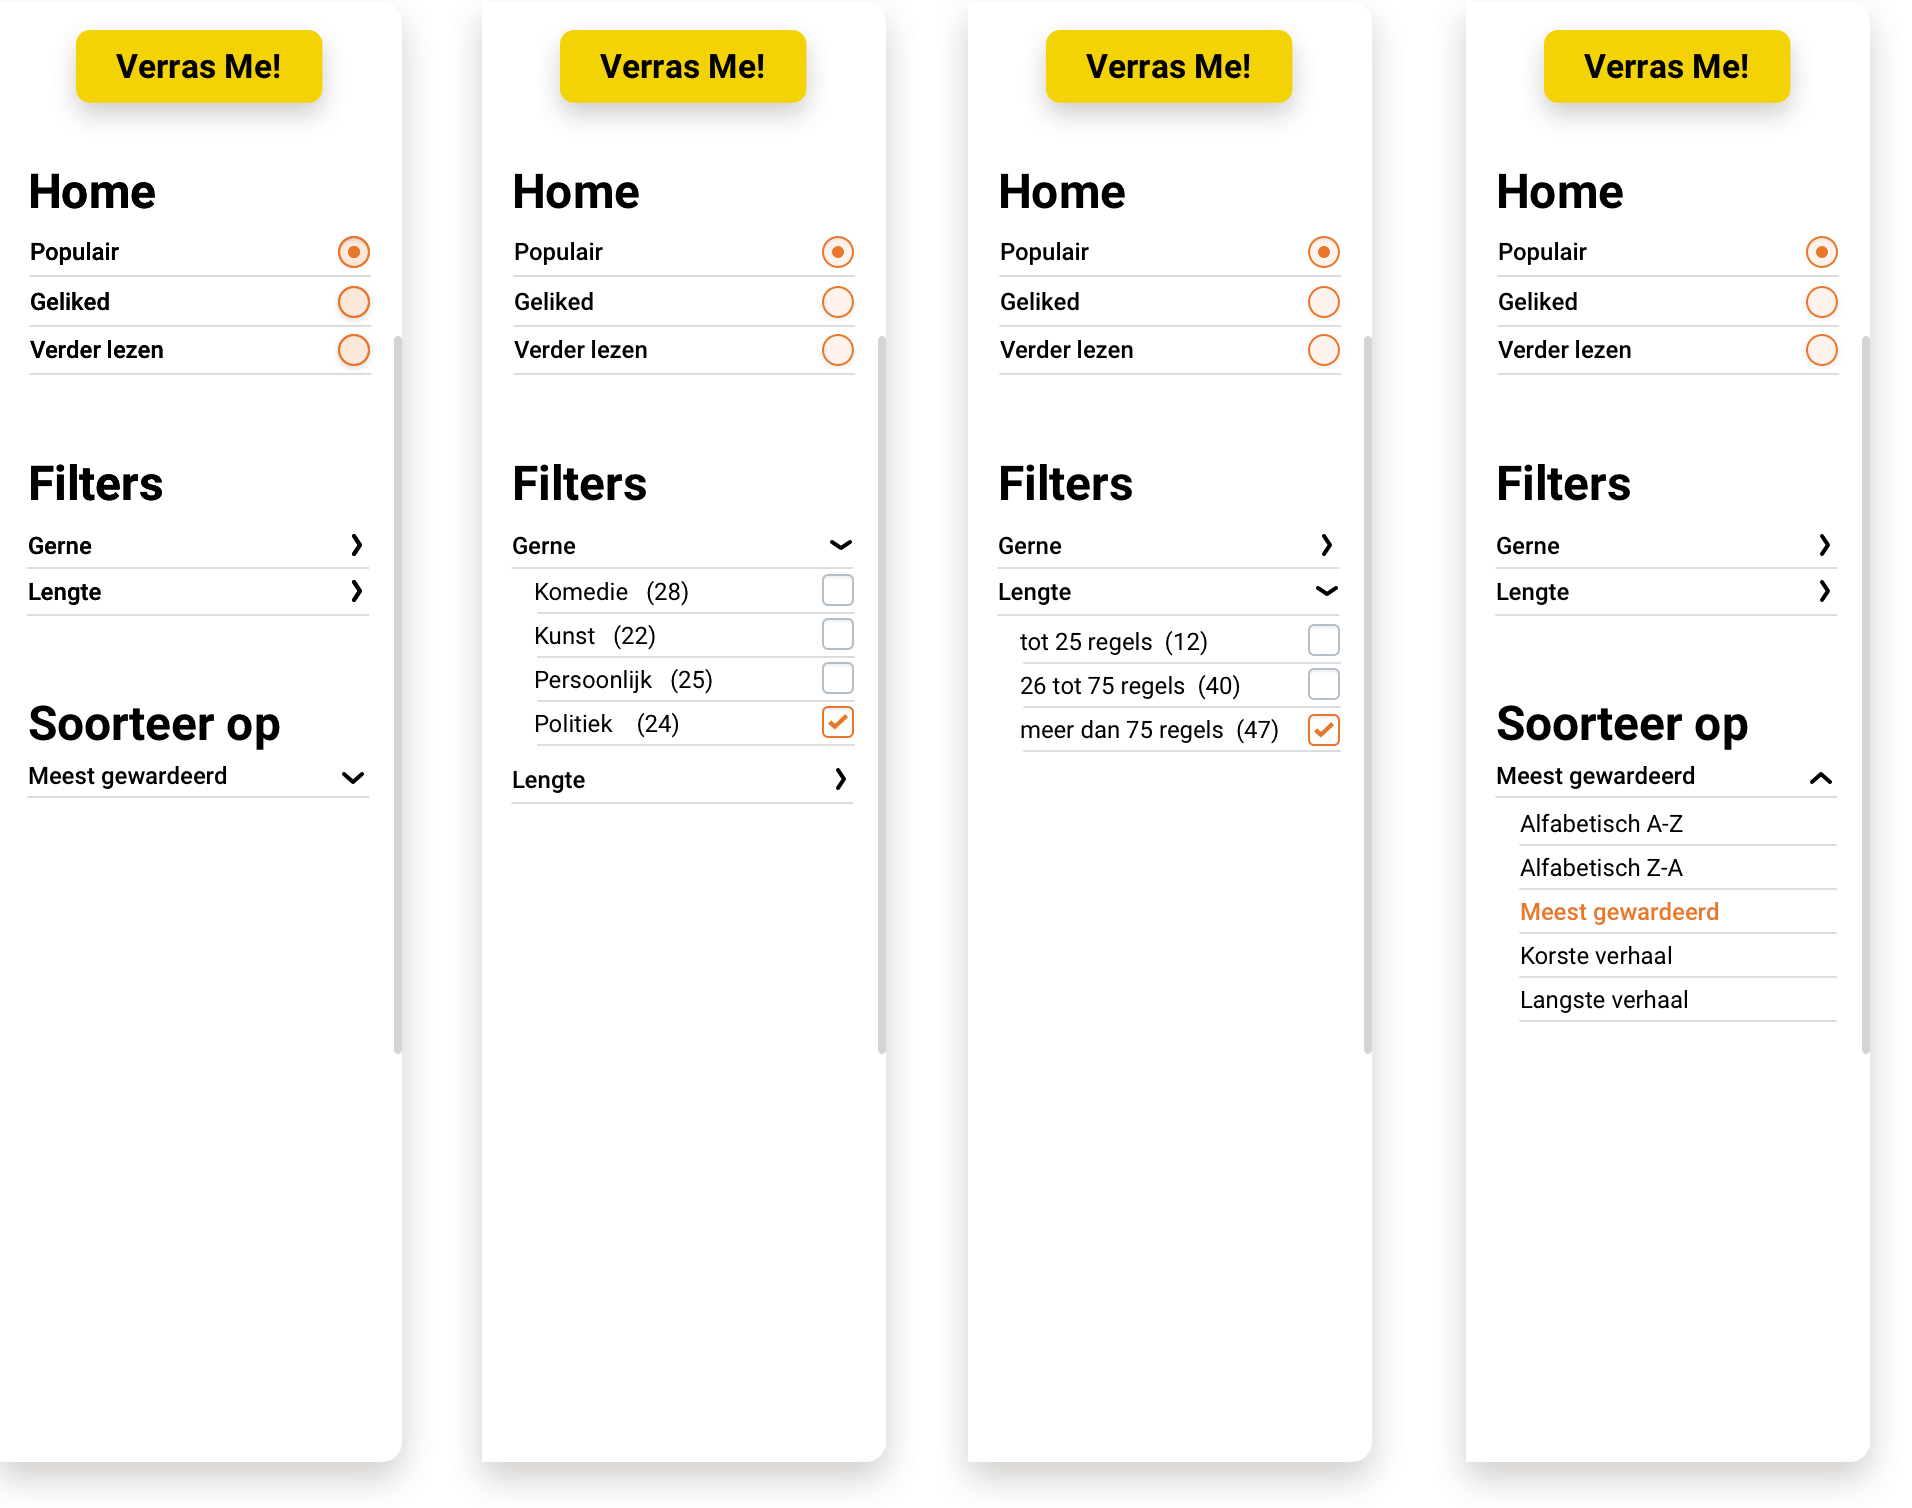 Verras Me!
Home
Populair
Geliked
Verder lezen
Filters
Gerne
Lengte
Soorteer op
Meest gewardeerd
Verras Me!
Home
Populair
Geliked
Verder lezen
Filters
Gerne
Komedie (28)
Kunst (22)
Persoonlijk (25)
Politiek (24)
Lengte
Verras Me!
Home
Populair
Geliked
Verder lezen
Filters
Gerne
Lengte
tot 25 regels (12)
26 tot 75 regels (40)
meer dan 75 regels (47)
Verras Me!
Home
Populair
Geliked
Verder lezen
Filters
Gerne
Lengte
Soorteer op
Meest gewardeerd
Alfabetisch A-Z
Alfabetisch Z-A
Meest gewardeerd
Korste verhaal
Langste verhaal